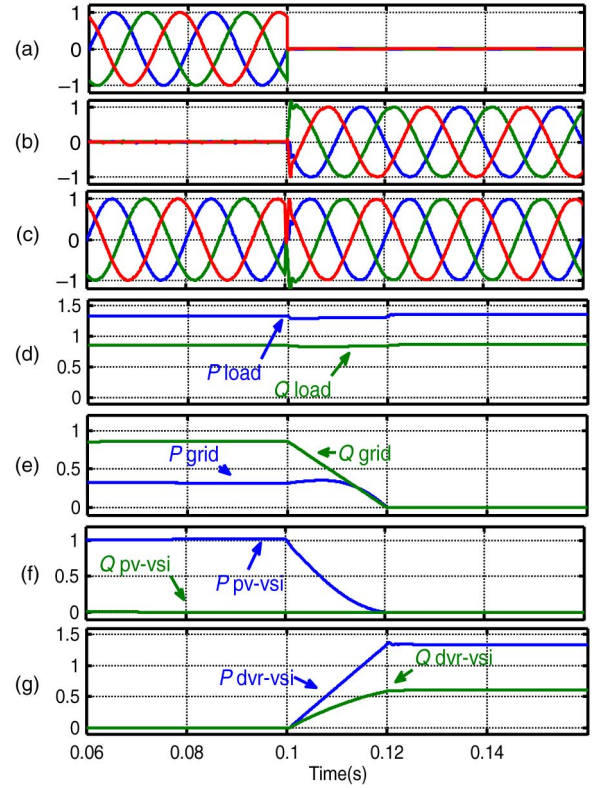 (a)
1
0
−1
(b)
1
0
−1
(c)
1
0
−1
(d)
1.5
1
0.5
0
P load
Q load
(e)
1
0.5
0
P grid
Q grid
(f)
1
0.5
0
Q pv-vsi
P pv-vsi
(g)
1.5
1
0.5
0
P dvr-vsi
Q dvr-vsi
0.06 0.08 0.1 0.12 0.14
Time(s)